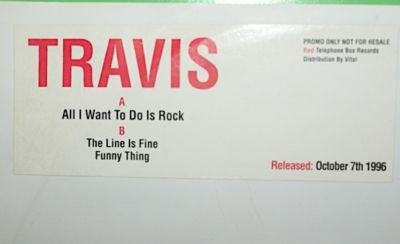 TRAVIS
A
All I Want To Do Is Rock
B
The Line Is Fine
Funny Thing
PROMO ONLY NOT FOR RESALE
Red Telephone Box Records
Distribution By Vital
Released: October 7th 1996